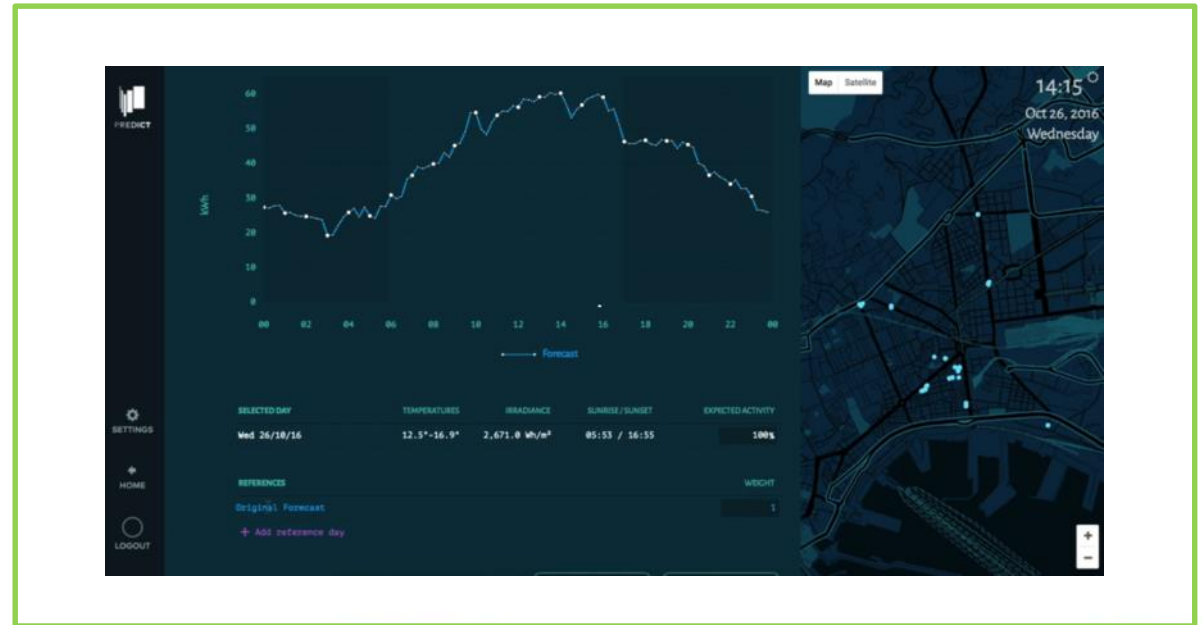 PREDICT
SETTINGS
HOME
LOGOUT
kWh
60
50
40
30
20
10
0
00 02 04 06 08 10 12 14 16 18 20 22 00
Forecast
SELECTED DAY TEMPERATURES IRRADIANCE SUNRISE / SUNSET EXPECTED ACTIVITY
Wed 26/10/16 12.5°-16.9° 2,671.0 Wh/m² 05:53 / 16:55 100%
REFERENCES WEIGHT
Original Forecast 1
+ Add reference day
Map Satellite
14:15
Oct 26, 2016
Wednesday
+
−